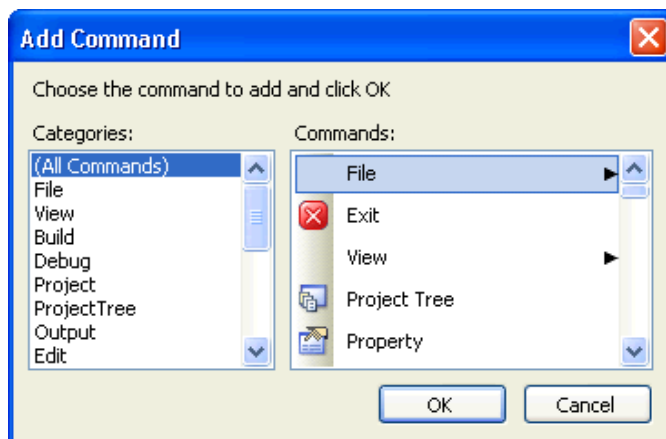 Add Command
Choose the command to add and click OK
Categories:
(All Commands)
File
View
Build
Debug
Project
ProjectTree
Output
Edit
Commands:
File
Exit
View
Project Tree
Property
OK
Cancel